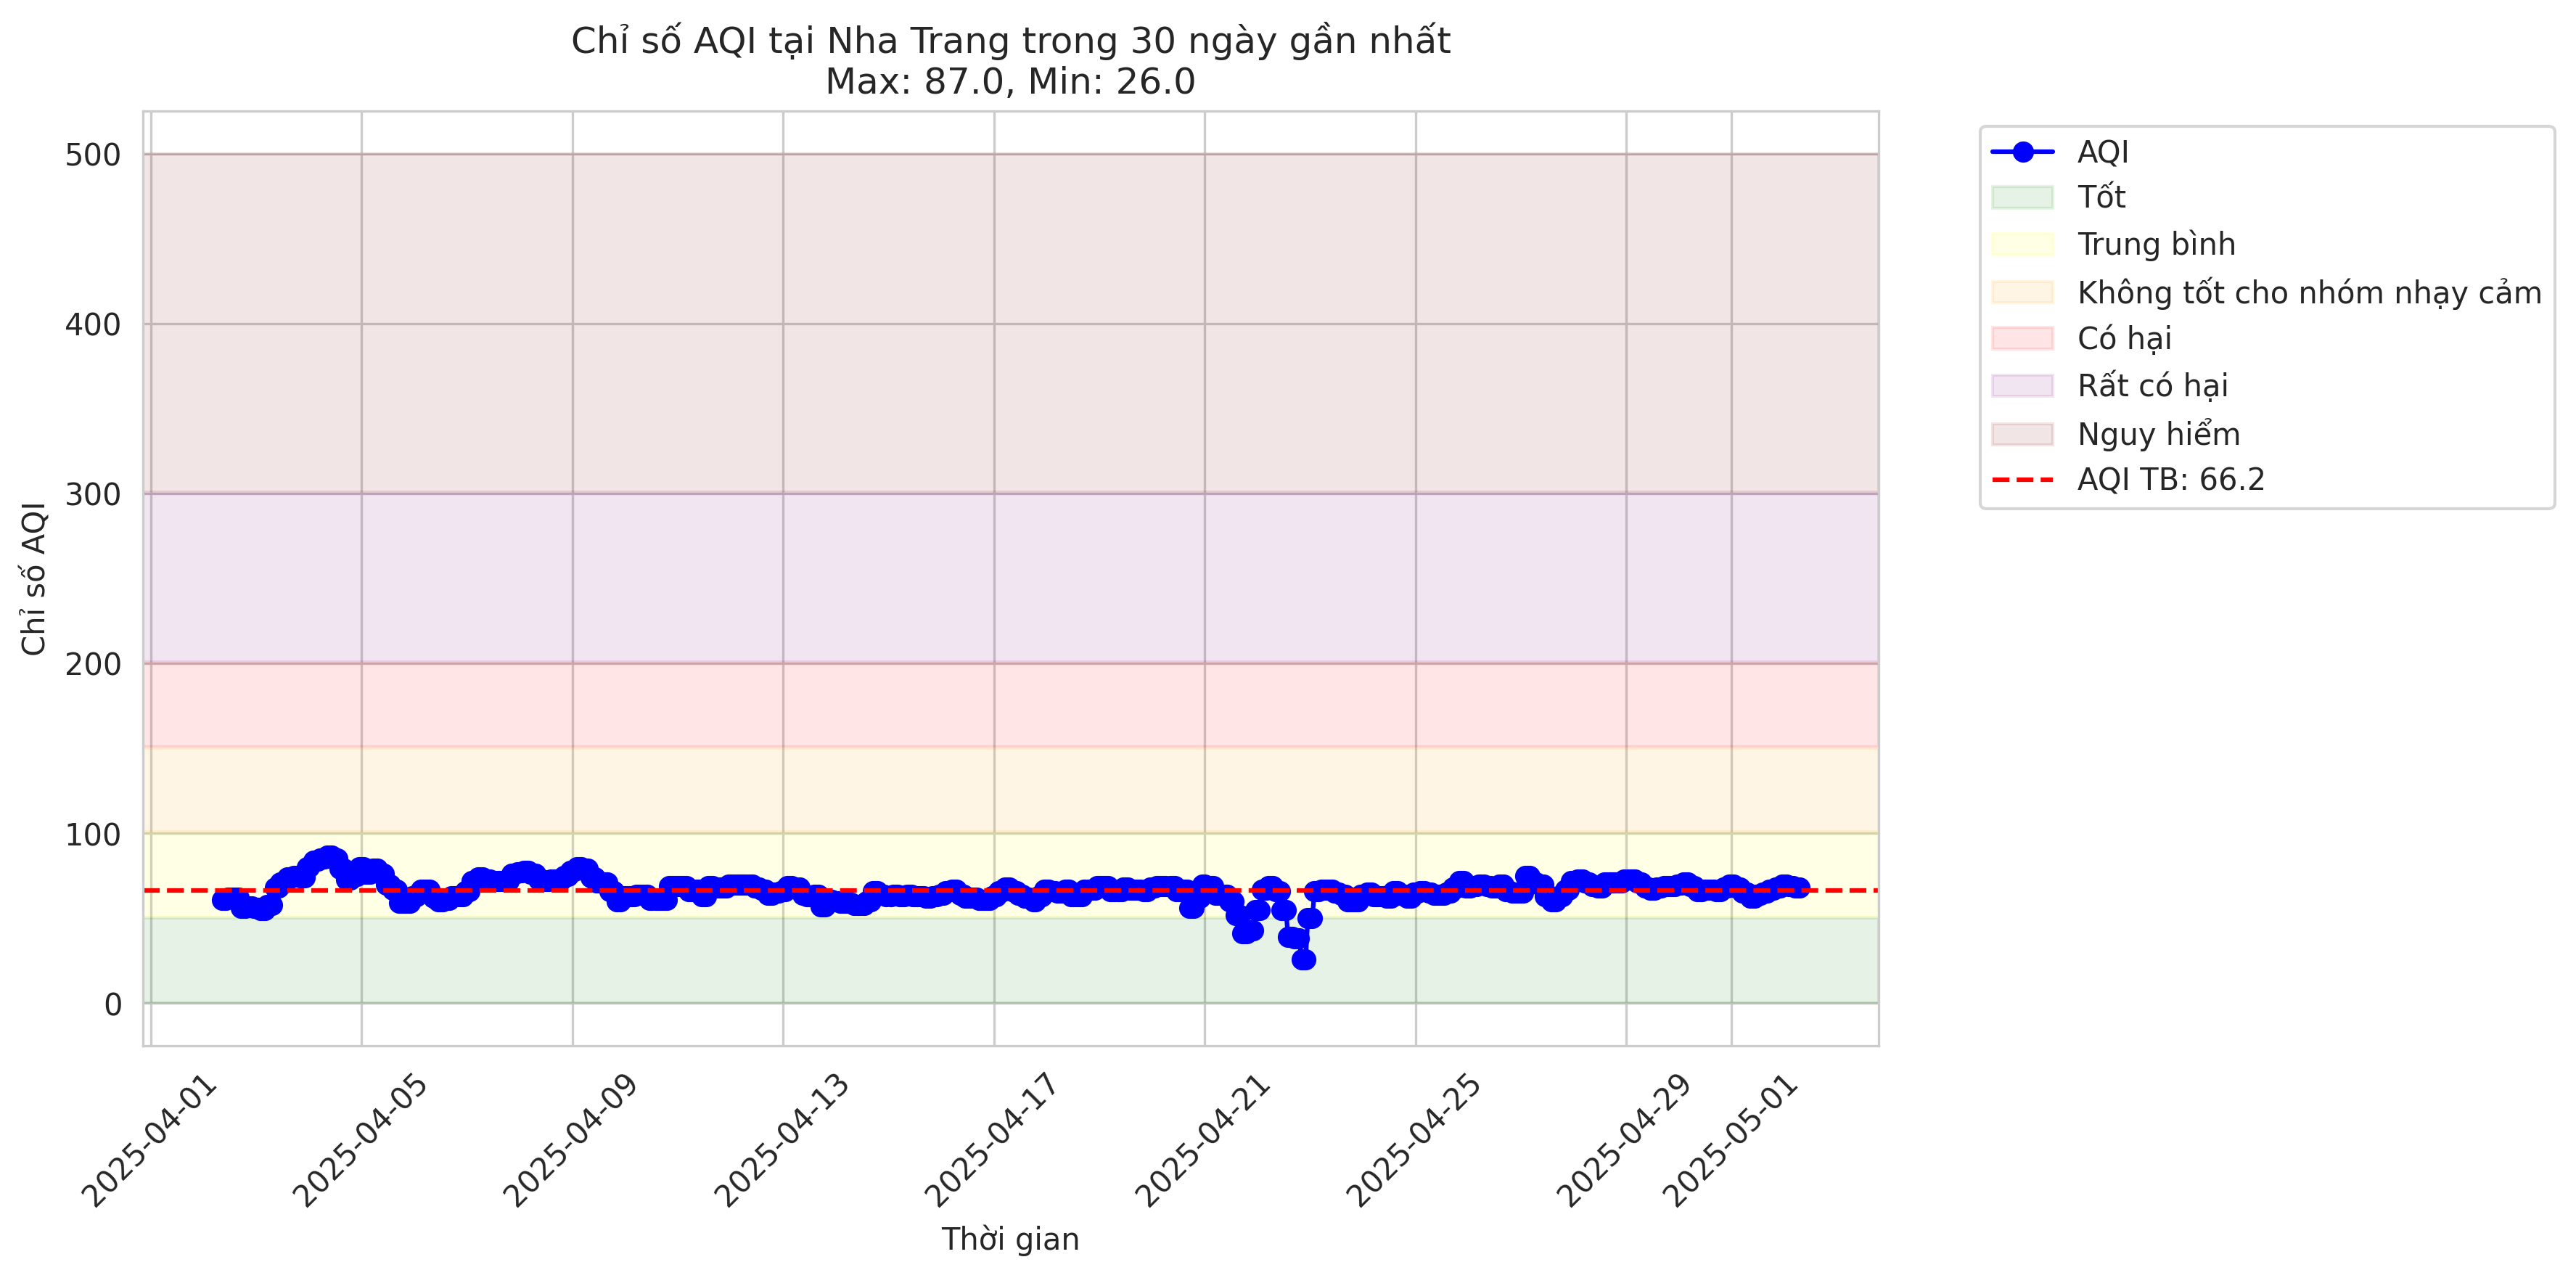 Chỉ số AQI tại Nha Trang trong 30 ngày gần nhất
Max: 87.0, Min: 26.0
Chỉ số AQI
500
400
300
200
100
0
2025-04-01
2025-04-05
2025-04-09
2025-04-13
2025-04-17
2025-04-21
2025-04-25
2025-04-29
2025-05-01
Thời gian
AQI
Tốt
Trung bình
Không tốt cho nhóm nhạy cảm
Có hại
Rất có hại
Nguy hiểm
AQI TB: 66.2